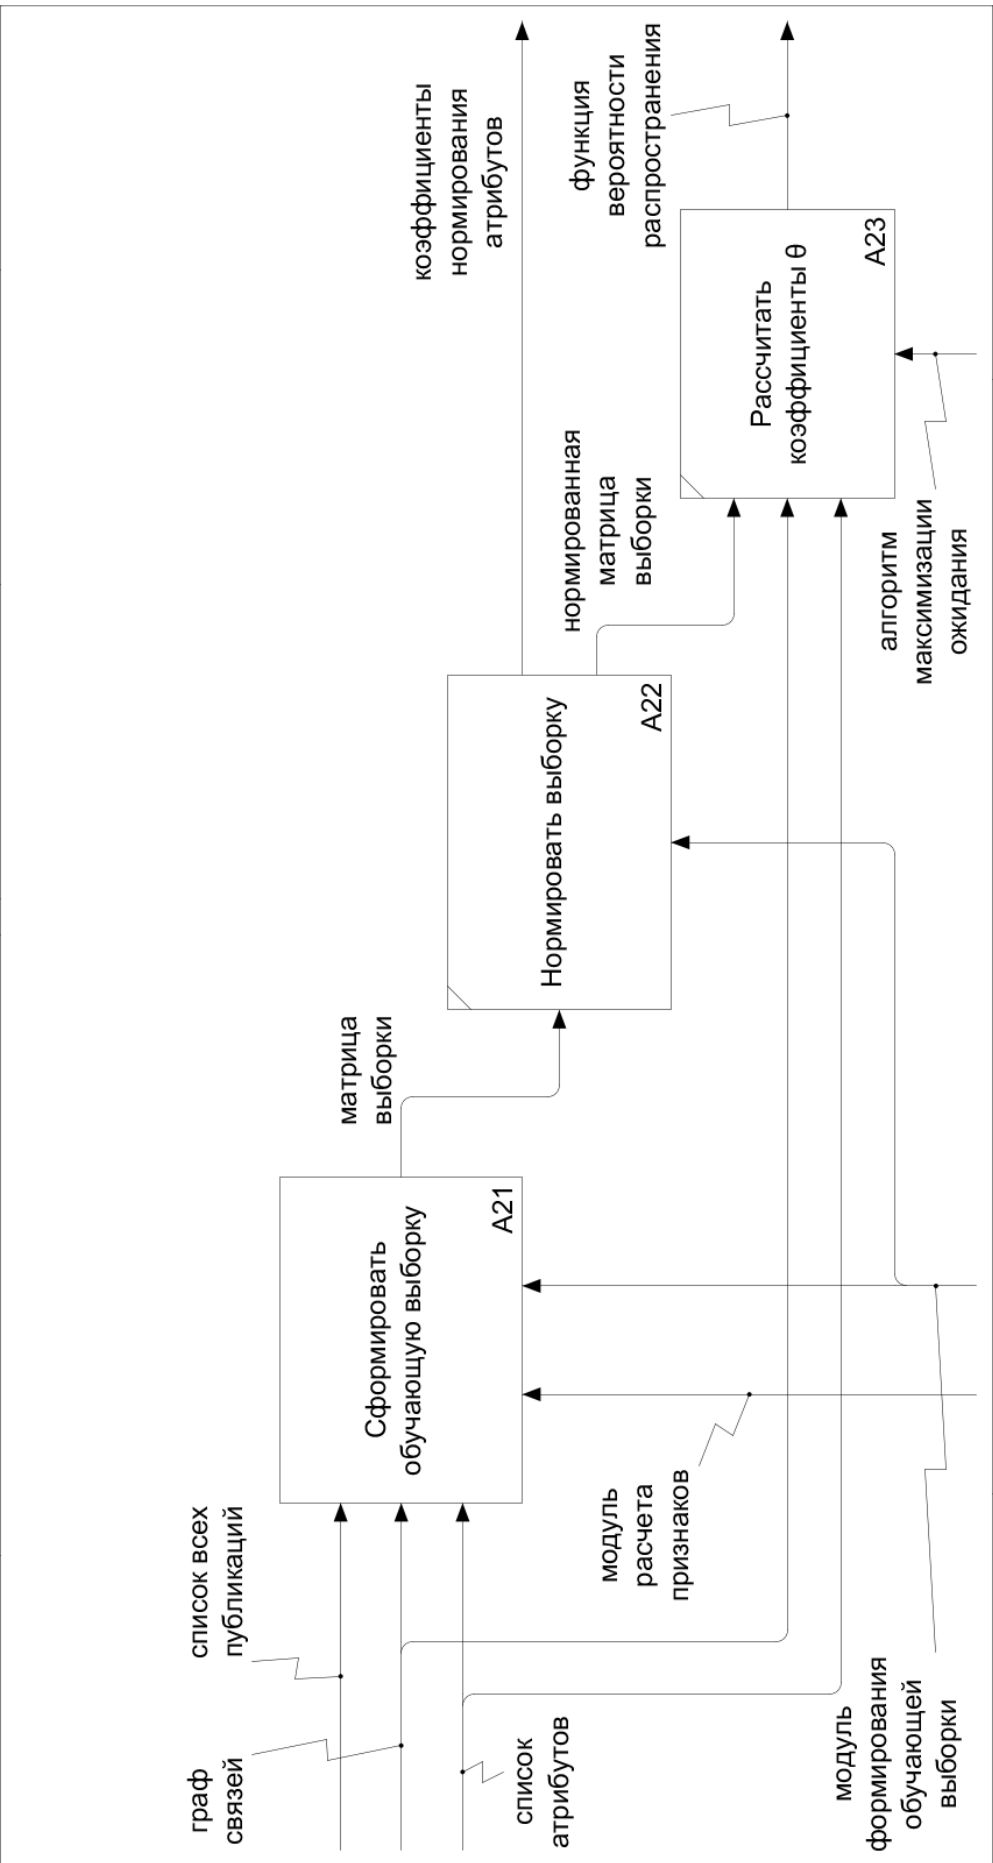 список всех
публикаций
граф
связей
список
атрибутов
Сформировать
обучающую выборку
A21
модуль
расчета
признаков
модуль
формирования
обучающей
выборки
матрица
выборки
Нормировать выборку
A22
нормированная
матрица
выборки
коэффициенты
нормирования
атрибутов
Рассчитать
коэффициенты θ
A23
алгоритм
максимизации
ожидания
функция
вероятности
распространения